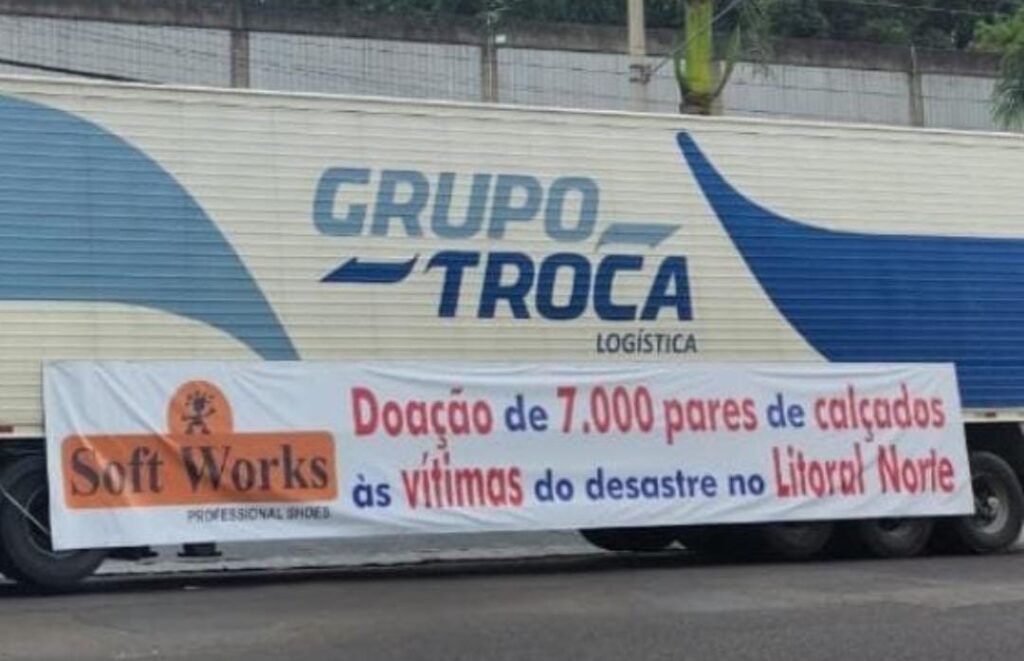 GRUPO
TROCA
LOGÍSTICA
Soft Works
PROFESSIONAL SHOES
Doação de 7.000 pares de calçados
às vítimas do desastre no Litoral Norte